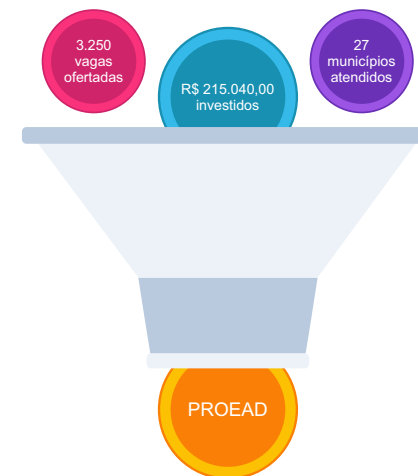 3.250
vagas
ofertadas
R$ 215.040,00
investidos
27
municípios
atendidos
PROEAD